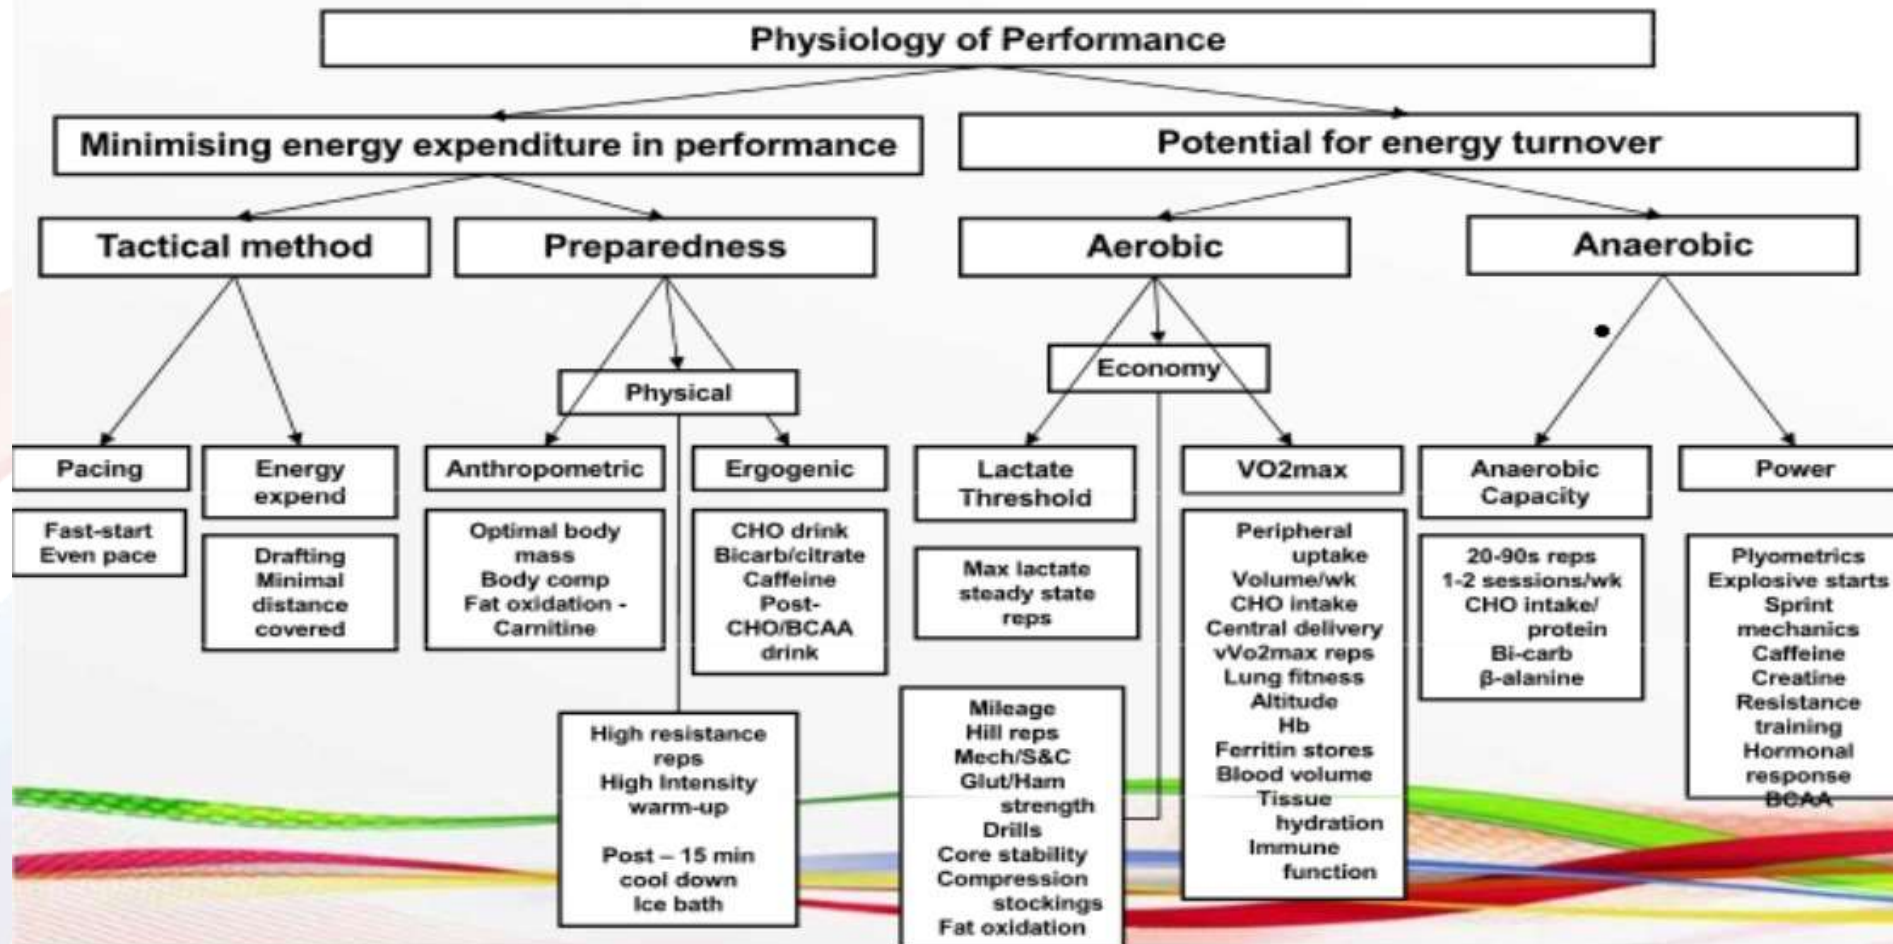 Physiology of Performance
Minimising energy expenditure in performance
Potential for energy turnover
Tactical method
Preparedness
Aerobic
Anaerobic
Physical
Economy
Pacing
Energy
expend
Anthropometric
Ergogenic
Lactate
Threshold
VO2max
Anaerobic
Capacity
Power
Fast-start
Even pace
Drafting
Minimal
distance
covered
Optimal body
mass
Body comp
Fat oxidation -
Carnitine
CHO drink
Bicarb/citrate
Caffeine
Post-
CHO/BCAA
drink
Max lactate
steady state
reps
Peripheral
uptake
Volume/wk
CHO intake
Central delivery
vVo2max reps
Lung fitness
Altitude
Hb
Ferritin stores
Blood volume
Tissue
hydration
Immune
function
20-90s reps
1-2 sessions/wk
CHO intake/
protein
Bi-carb
β-alanine
Plyometrics
Explosive starts
Sprint
mechanics
Caffeine
Creatine
Resistance
training
Hormonal
response
BCAA
High resistance
reps
High Intensity
warm-up
Post – 15 min
cool down
Ice bath
Mileage
Hill reps
Mech/S&C
Glut/Ham
strength
Drills
Core stability
Compression
stockings
Fat oxidation